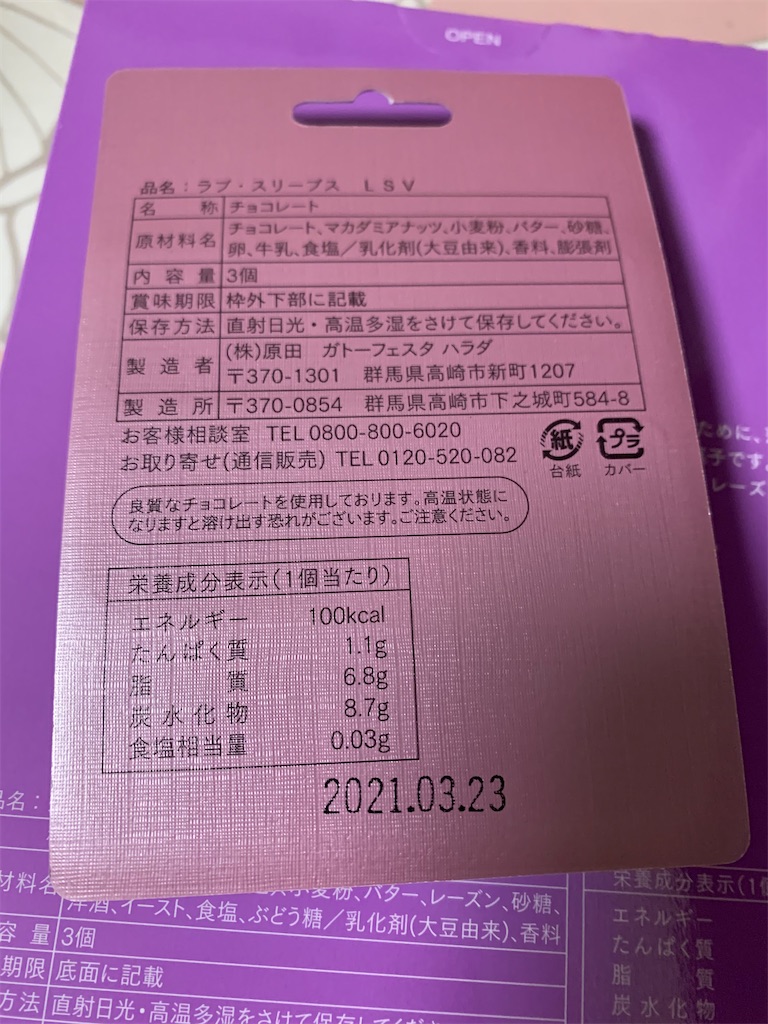 OPEN
品名：ラブ・スリーブス　ＬＳＶ
名　　称 チョコレート
原材料名 チョコレート、マカダミアナッツ、小麦粉、バター、砂糖、
卵、牛乳、食塩／乳化剤(大豆由来)、香料、膨張剤
内 容 量 3個
賞味期限 枠外下部に記載
保存方法 直射日光・高温多湿をさけて保存してください。
製 造 者 (株)原田　ガトーフェスタ ハラダ
〒370-1301　群馬県高崎市新町1207
製 造 所 〒370-0854　群馬県高崎市下之城町584-8
お客様相談室　TEL 0800-800-6020
お取り寄せ(通信販売) TEL 0120-520-082
紙 プラ
台紙 カバー
良質なチョコレートを使用しております。高温状態に
なりますと溶け出す恐れがございます。ご注意ください。
栄養成分表示(1個当たり)
エネルギー 100kcal
たんぱく質 1.1g
脂　　質 6.8g
炭水化物 8.7g
食塩相当量 0.03g
2021.03.23
ために、
子です。
レーズ
品名：
材料名 小麦粉、バター、レーズン、砂糖、
洋酒、イースト、食塩、ぶどう糖／乳化剤(大豆由来)、香料
容 量 3個
期限 底面に記載
方法 直射日光・高温多湿をさけて保存してくだ
栄養成分表示(1
エネルギー
たんぱく質
脂　　質
炭水化物